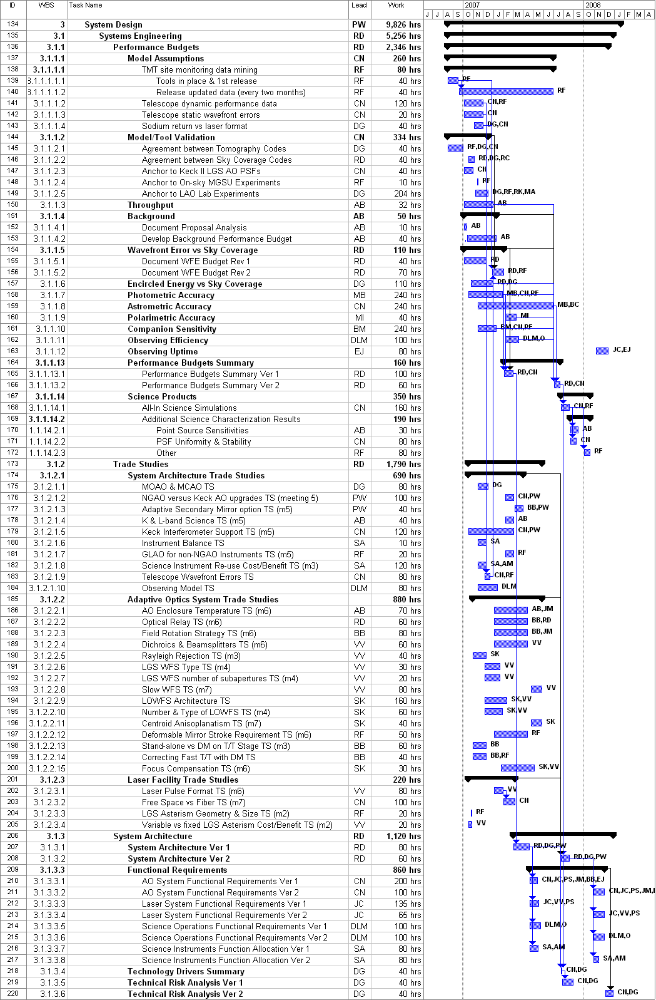 ID WBS Task Name Lead Work 2007 2008
J J A S O N D J F M A M J J A S O N D J F M A
134 3 System Design PW 9,826 hrs
135 3.1 Systems Engineering RD 5,256 hrs
136 3.1.1 Performance Budgets RD 2,346 hrs
137 3.1.1.1 Model Assumptions CN 260 hrs
138 3.1.1.1.1 TMT site monitoring data mining RF 80 hrs
139 3.1.1.1.1.1 Tools in place & 1st release RF 40 hrs RF
140 3.1.1.1.1.2 Release updated data (every two months) RF 40 hrs RF
141 3.1.1.1.2 Telescope dynamic performance data CN 120 hrs CN,RF
142 3.1.1.1.3 Telescope static wavefront errors CN 20 hrs CN
143 3.1.1.1.4 Sodium return vs laser format DG 40 hrs DG,CN
144 3.1.1.2 Model/Tool Validation CN 334 hrs
145 3.1.1.2.1 Agreement between Tomography Codes DG 40 hrs RF,DG,CN
146 3.1.1.2.2 Agreement between Sky Coverage Codes RD 40 hrs RD,DG,RC
147 3.1.1.2.3 Anchor to Keck II LGS AO PSFs CN 40 hrs CN
148 3.1.1.2.4 Anchor to On-sky MGSU Experiments RF 10 hrs RF
149 3.1.1.2.5 Anchor to LAO Lab Experiments DG 204 hrs DG,RF,RK,MA
150 3.1.1.3 Throughput AB 32 hrs AB
151 3.1.1.4 Background AB 50 hrs
152 3.1.1.4.1 Document Proposal Analysis AB 10 hrs AB
153 3.1.1.4.2 Develop Background Performance Budget AB 40 hrs AB
154 3.1.1.5 Wavefront Error vs Sky Coverage RD 110 hrs
155 3.1.1.5.1 Document WFE Budget Rev 1 RD 40 hrs RD
156 3.1.1.5.2 Document WFE Budget Rev 2 RD 70 hrs RD,RF
157 3.1.1.6 Encircled Energy vs Sky Coverage DG 110 hrs RD,DG
158 3.1.1.7 Photometric Accuracy MB 240 hrs MB,CN,RF
159 3.1.1.8 Astrometric Accuracy CN 240 hrs MB,BC
160 3.1.1.9 Polarimetric Accuracy MI 40 hrs MI
161 3.1.1.10 Companion Sensitivity BM 240 hrs BM,CN,RF
162 3.1.1.11 Observing Efficiency DLM 100 hrs DLM,O
163 3.1.1.12 Observing Uptime EJ 80 hrs JC,EJ
164 3.1.1.13 Performance Budgets Summary 160 hrs
165 3.1.1.13.1 Performance Budgets Summary Ver 1 RD 100 hrs RD,CN
166 3.1.1.13.2 Performance Budgets Summary Ver 2 RD 60 hrs RD,CN
167 3.1.1.14 Science Products 350 hrs
168 3.1.1.14.1 All-In Science Simulations CN 160 hrs CN,RF
169 3.1.1.14.2 Additional Science Characterization Results 190 hrs
170 1.1.14.2.1 Point Source Sensitivities AB 30 hrs AB
171 1.1.14.2.2 PSF Uniformity & Stability CN 80 hrs CN
172 1.1.14.2.3 Other RF 80 hrs RF
173 3.1.2 Trade Studies RD 1,790 hrs
174 3.1.2.1 System Architecture Trade Studies 690 hrs
175 3.1.2.1.1 MOAO & MCAO TS DG 80 hrs DG
176 3.1.2.1.2 NGAO versus Keck AO upgrades TS (meeting 5) PW 100 hrs CN,PW
177 3.1.2.1.3 Adaptive Secondary Mirror option TS (m5) PW 40 hrs BB,PW
178 3.1.2.1.4 K & L-band Science TS (m5) AB 40 hrs AB
179 3.1.2.1.5 Keck Interferometer Support TS (m5) CN 120 hrs CN,PW
180 3.1.2.1.6 Instrument Balance TS SA 10 hrs SA
181 3.1.2.1.7 GLAO for non-NGAO Instruments TS (m5) RF 20 hrs RF
182 3.1.2.1.8 Science Instrument Re-use Cost/Benefit TS (m3) SA 120 hrs SA,AM
183 3.1.2.1.9 Telescope Wavefront Errors TS CN 80 hrs CN,RF
184 3.1.2.1.10 Observing Model TS DLM 80 hrs DLM
185 3.1.2.2 Adaptive Optics System Trade Studies 880 hrs
186 3.1.2.2.1 AO Enclosure Temperature TS (m6) AB 70 hrs AB,JM
187 3.1.2.2.2 Optical Relay TS (m6) RD 60 hrs BB,RD
188 3.1.2.2.3 Field Rotation Strategy TS (m6) BB 80 hrs BB,JM
189 3.1.2.2.4 Dichroics & Beamsplitters TS (m6) VV 60 hrs VV
190 3.1.2.2.5 Rayleigh Rejection TS (m3) VV 40 hrs SK
191 3.1.2.2.6 LGS WFS Type TS (m4) VV 30 hrs VV
192 3.1.2.2.7 LGS WFS number of subapertures TS (m4) VV 20 hrs VV
193 3.1.2.2.8 Slow WFS TS (m7) VV 80 hrs VV
194 3.1.2.2.9 LOWFS Architecture TS SK 160 hrs SK,VV
195 3.1.2.2.10 Number & Type of LOWFS TS (m4) SK 60 hrs SK,VV
196 3.1.2.2.11 Centroid Anisoplanatism TS (m7) SK 40 hrs SK
197 3.1.2.2.12 Deformable Mirror Stroke Requirement TS (m6) RF 50 hrs RF
198 3.1.2.2.13 Stand-alone vs DM on T/T Stage TS (m3) BB 60 hrs BB
199 3.1.2.2.14 Correcting Fast T/T with DM TS BB 40 hrs BB,RF
200 3.1.2.2.15 Focus Compensation TS (m6) SK 30 hrs SK,VV
201 3.1.2.3 Laser Facility Trade Studies 220 hrs
202 3.1.2.3.1 Laser Pulse Format TS (m6) VV 80 hrs VV
203 3.1.2.3.2 Free Space vs Fiber TS (m7) CN 100 hrs CN
204 3.1.2.3.3 LGS Asterism Geometry & Size TS (m2) RF 20 hrs RF
205 3.1.2.3.4 Variable vs fixed LGS Asterism Cost/Benefit TS (m2) VV 20 hrs VV
206 3.1.3 System Architecture RD 1,120 hrs
207 3.1.3.1 System Architecture Ver 1 RD 80 hrs RD,DG,PW
208 3.1.3.2 System Architecture Ver 2 RD 60 hrs RD,DG,PW
209 3.1.3.3 Functional Requirements 860 hrs
210 3.1.3.3.1 AO System Functional Requirements Ver 1 CN 200 hrs CN,JC,PS,JM,BB,EJ
211 3.1.3.3.2 AO System Functional Requirements Ver 2 CN 100 hrs CN,JC,PS,JM,
212 3.1.3.3.3 Laser System Functional Requirements Ver 1 JC 135 hrs JC,VV,PS
213 3.1.3.3.4 Laser System Functional Requirements Ver 2 JC 65 hrs JC,VV,PS
214 3.1.3.3.5 Science Operations Functional Requirements Ver 1 DLM 100 hrs DLM,O
215 3.1.3.3.6 Science Operations Functional Requirements Ver 2 DLM 100 hrs DLM,O
216 3.1.3.3.7 Science Instruments Function Allocation Ver 1 SA 80 hrs SA,AM
217 3.1.3.3.8 Science Instruments Function Allocation Ver 2 SA 80 hrs SA,AM
218 3.1.3.4 Technology Drivers Summary DG 40 hrs CN,DG
219 3.1.3.5 Technical Risk Analysis Ver 1 DG 40 hrs CN,DG
220 3.1.3.6 Technical Risk Analysis Ver 2 DG 40 hrs CN,DG